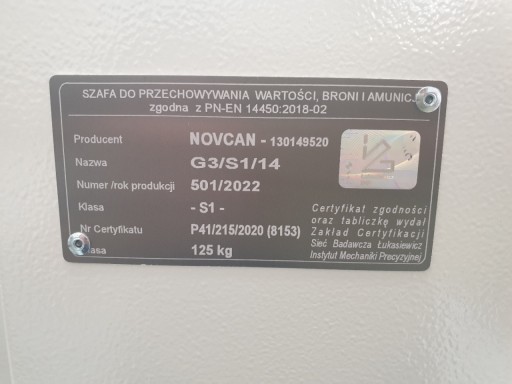 SZAFA DO PRZECHOWYWANIA WARTOŚCI, BRONI I AMUNICJI
zgodna z PN-EN 14450:2018-02
Producent NOVCAN - 130149520
Nazwa G3/S1/14
Numer /rok produkcji 501/2022
Klasa - S1 -
Nr Certyfikatu P41/215/2020 (8153)
Masa 125 kg
Certyfikat zgodności
oraz tabliczkę wydał
Zakład Certyfikacji
Sieć Badawcza Łukasiewicz
Instytut Mechaniki Precyzyjnej